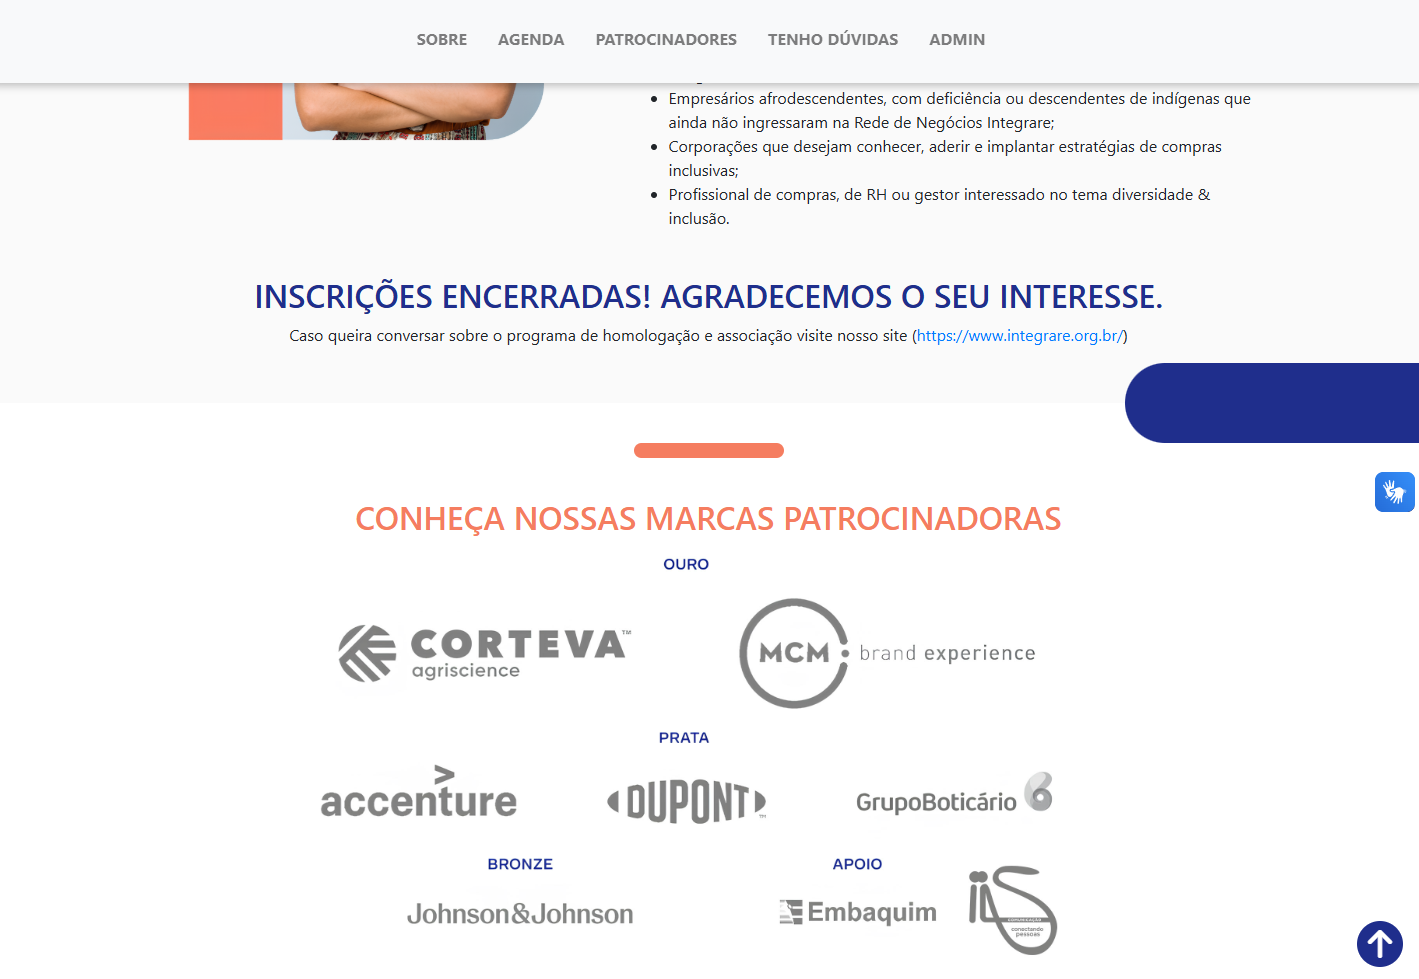 SOBRE AGENDA PATROCINADORES TENHO DÚVIDAS ADMIN
Empresários afrodescendentes, com deficiência ou descendentes de indígenas que
ainda não ingressaram na Rede de Negócios Integrare;
Corporações que desejam conhecer, aderir e implantar estratégias de compras
inclusivas;
Profissional de compras, de RH ou gestor interessado no tema diversidade &
inclusão.
INSCRIÇÕES ENCERRADAS! AGRADECEMOS O SEU INTERESSE.
Caso queira conversar sobre o programa de homologação e associação visite nosso site (https://www.integrare.org.br/)
CONHEÇA NOSSAS MARCAS PATROCINADORAS
OURO
CORTEVA™
agriscience
MCM brand experience
PRATA
accenture
DUPONT™
GrupoBoticário
BRONZE
APOIO
Johnson&Johnson
Embaquim
COMUNICAÇÃO
conectando
pessoas